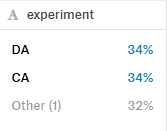 A experiment
DA 34%
CA 34%
Other (1) 32%